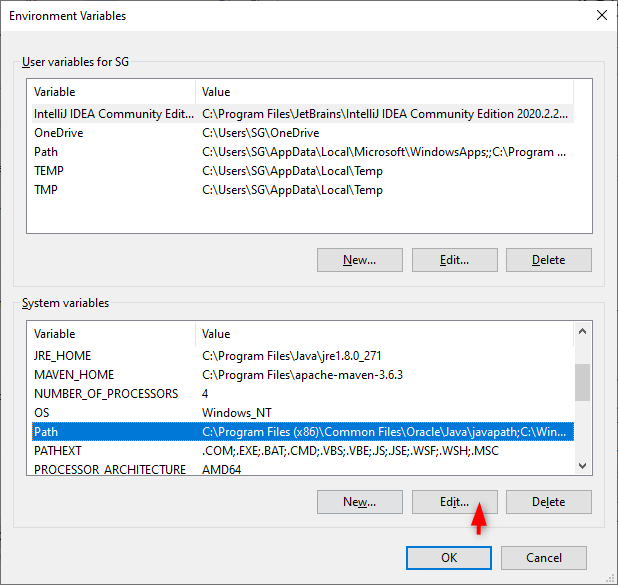 Environment Variables
User variables for SG
Variable Value
IntelliJ IDEA Community Edit... C:\Program Files\JetBrains\IntelliJ IDEA Community Edition 2020.2.2...
OneDrive C:\Users\SG\OneDrive
Path C:\Users\SG\AppData\Local\Microsoft\WindowsApps;;C:\Program ...
TEMP C:\Users\SG\AppData\Local\Temp
TMP C:\Users\SG\AppData\Local\Temp
New... Edit... Delete
System variables
Variable Value
JRE_HOME C:\Program Files\Java\jre1.8.0_271
MAVEN_HOME C:\Program Files\apache-maven-3.6.3
NUMBER_OF_PROCESSORS 4
OS Windows_NT
Path C:\Program Files (x86)\Common Files\Oracle\Java\javapath;C:\Win...
PATHEXT .COM;.EXE;.BAT;.CMD;.VBS;.VBE;.JS;.JSE;.WSF;.WSH;.MSC
PROCESSOR_ARCHITECTURE AMD64
New... Edit... Delete
OK Cancel